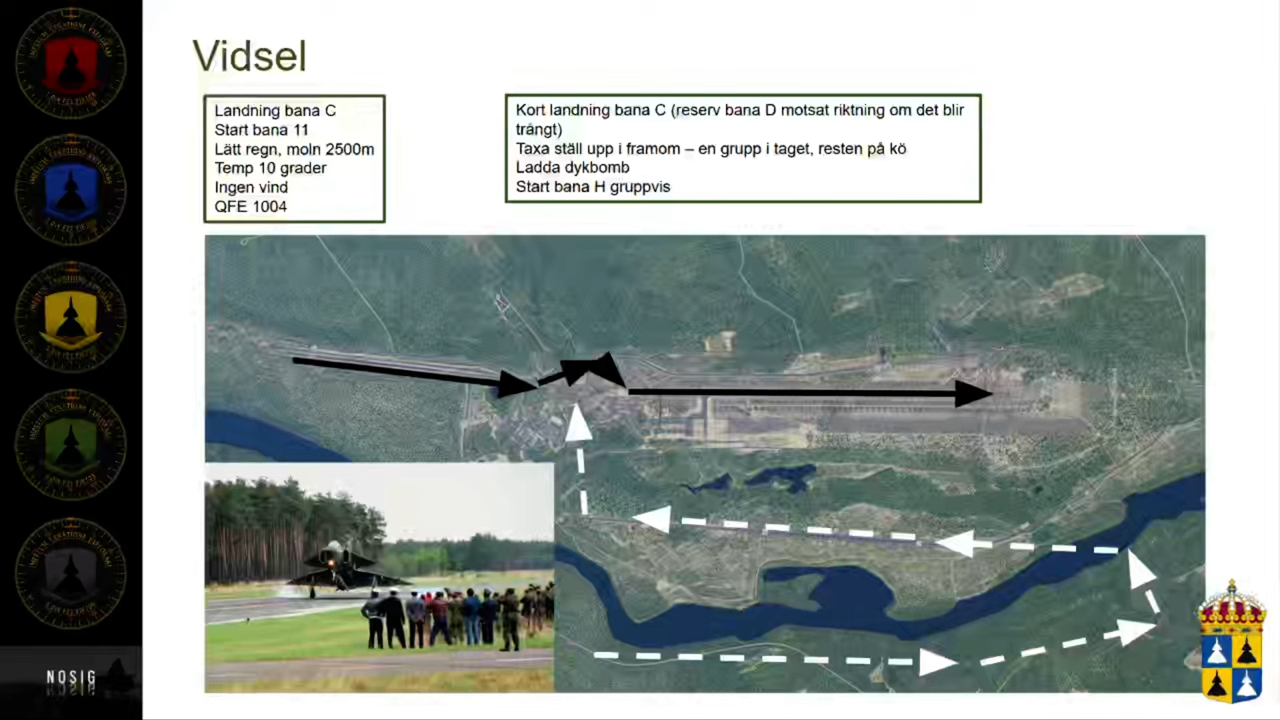 Vidsel
Landning bana C
Start bana 11
Lätt regn, moln 2500m
Temp 10 grader
Ingen vind
QFE 1004
Kort landning bana C (reserv bana D motsat riktning om det blir
trångt)
Taxa ställ upp i framom – en grupp i taget, resten på kö
Ladda dykbomb
Start bana H gruppvis
NOSIG